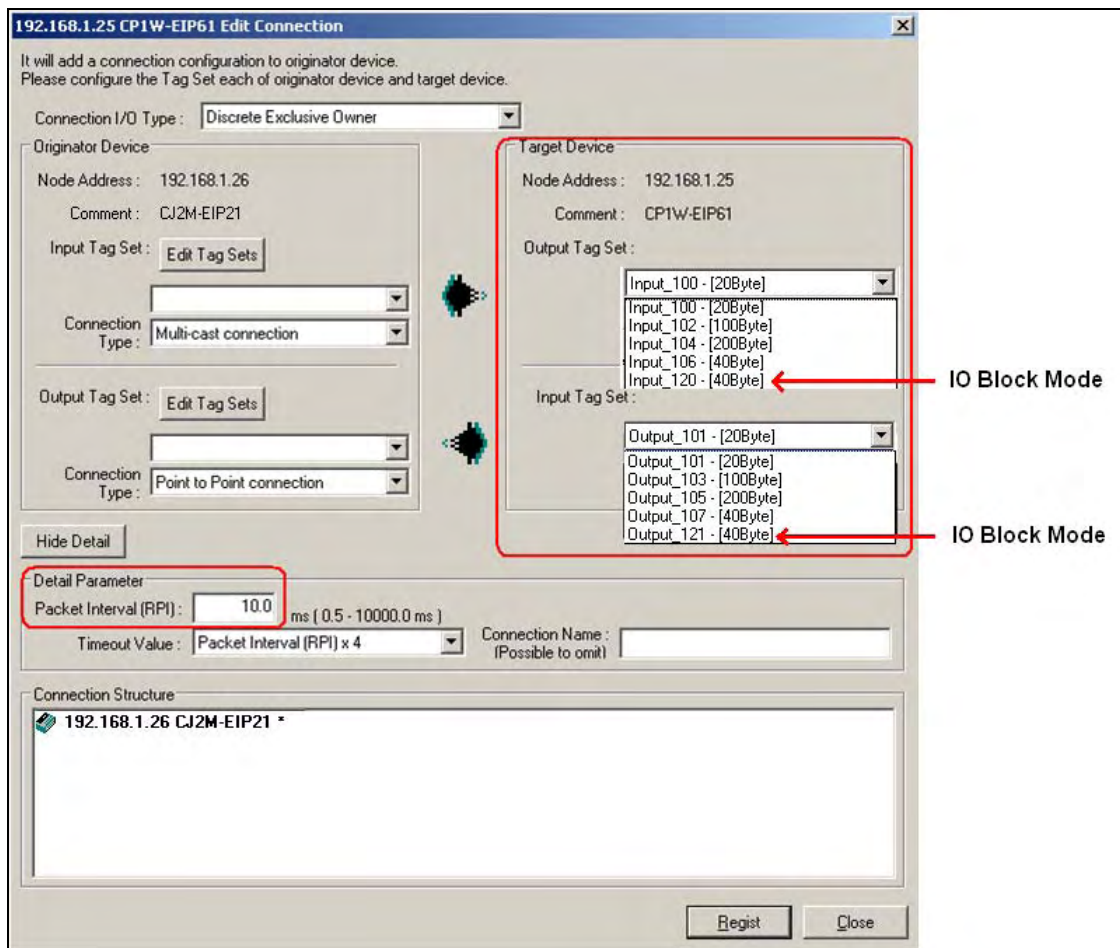 192.168.1.25 CP1W-EIP61 Edit Connection
It will add a connection configuration to originator device.
Please configure the Tag Set each of originator device and target device.
Connection I/O Type : Discrete Exclusive Owner
Originator Device
Node Address : 192.168.1.26
Comment : CJ2M-EIP21
Input Tag Set : Edit Tag Sets
Connection Type : Multi-cast connection
Output Tag Set : Edit Tag Sets
Connection Type : Point to Point connection
Target Device
Node Address : 192.168.1.25
Comment : CP1W-EIP61
Output Tag Set :
Input_100 - [20Byte]
Input_100 - [20Byte]
Input_102 - [100Byte]
Input_104 - [200Byte]
Input_106 - [40Byte]
Input_120 - [40Byte]
IO Block Mode
Input Tag Set :
Output_101 - [20Byte]
Output_101 - [20Byte]
Output_103 - [100Byte]
Output_105 - [200Byte]
Output_107 - [40Byte]
Output_121 - [40Byte]
IO Block Mode
Hide Detail
Detail Parameter
Packet Interval (RPI) : 10.0 ms ( 0.5 - 10000.0 ms )
Timeout Value : Packet Interval (RPI) x 4
Connection Name :
(Possible to omit)
Connection Structure
192.168.1.26 CJ2M-EIP21 *
Regist
Close